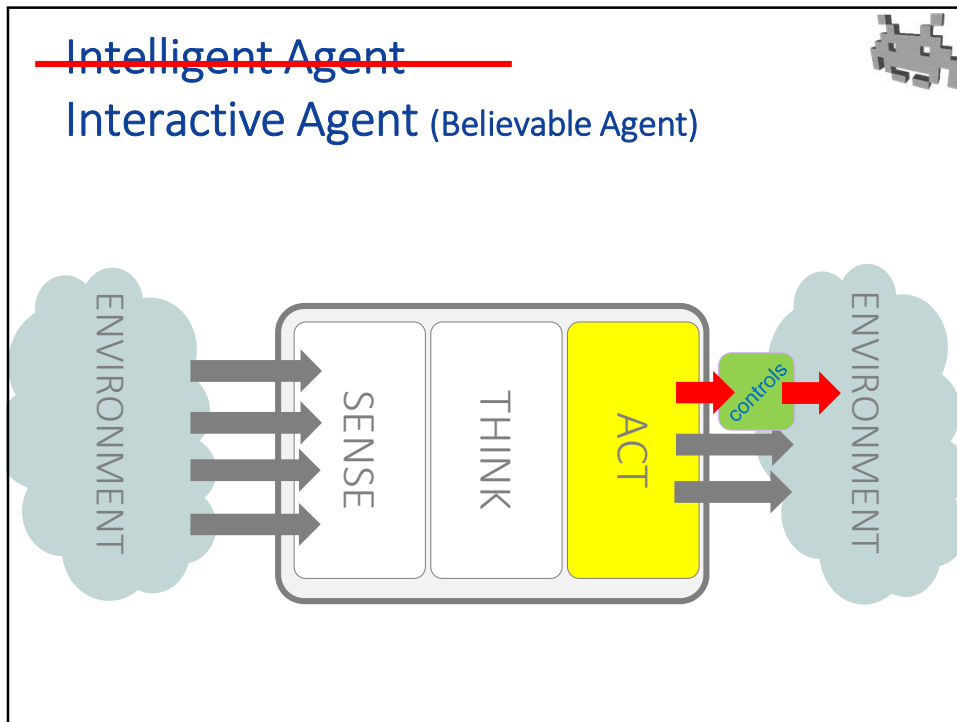 Intelligent Agent
Interactive Agent (Believable Agent)
ENVIRONMENT
SENSE
THINK
ACT
controls
ENVIRONMENT